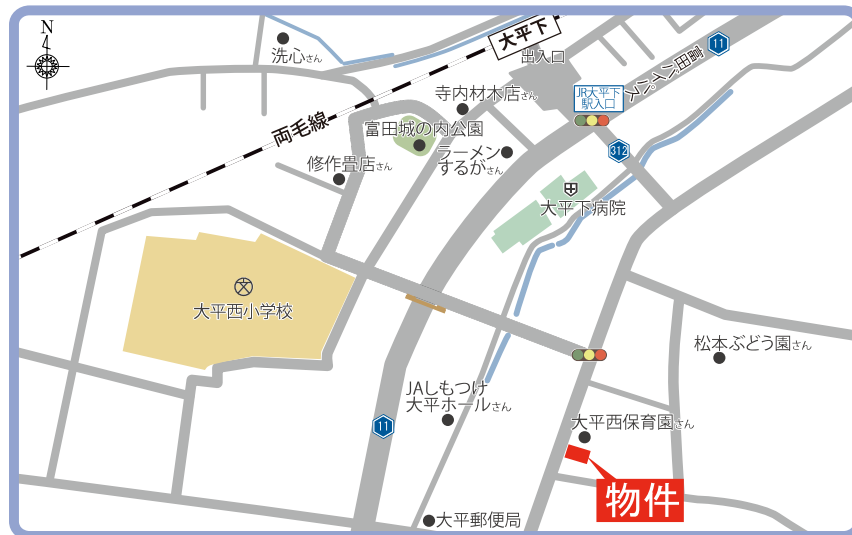 N
洗心さん
大平下
出入口
11
富田バイパス
両毛線
寺内材木店さん
JR大平下
駅入口
富田城の内公園
ラーメン
するがさん
312
修作畳店さん
大平下病院
文
大平西小学校
松本ぶどう園さん
JAしもつけ
大平ホールさん
11
大平西保育園さん
物件
大平郵便局